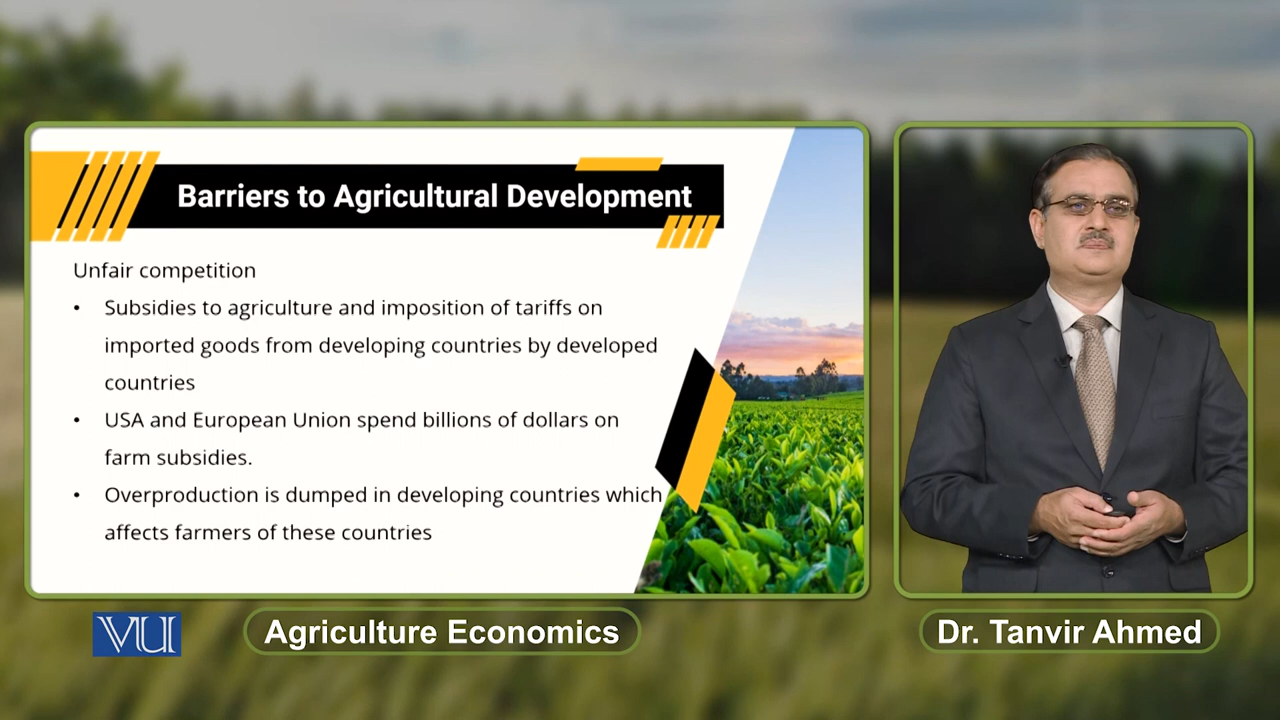 Barriers to Agricultural Development
Unfair competition
• Subsidies to agriculture and imposition of tariffs on
imported goods from developing countries by developed
countries
• USA and European Union spend billions of dollars on
farm subsidies.
• Overproduction is dumped in developing countries which
affects farmers of these countries
VU
Agriculture Economics
Dr. Tanvir Ahmed